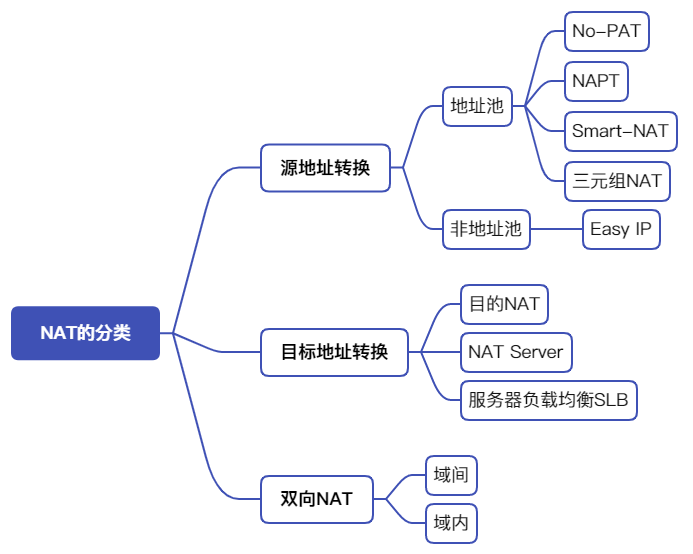 NAT的分类
源地址转换
地址池
No-PAT
NAPT
Smart-NAT
三元组NAT
非地址池
Easy IP
目标地址转换
目的NAT
NAT Server
服务器负载均衡SLB
双向NAT
域间
域内